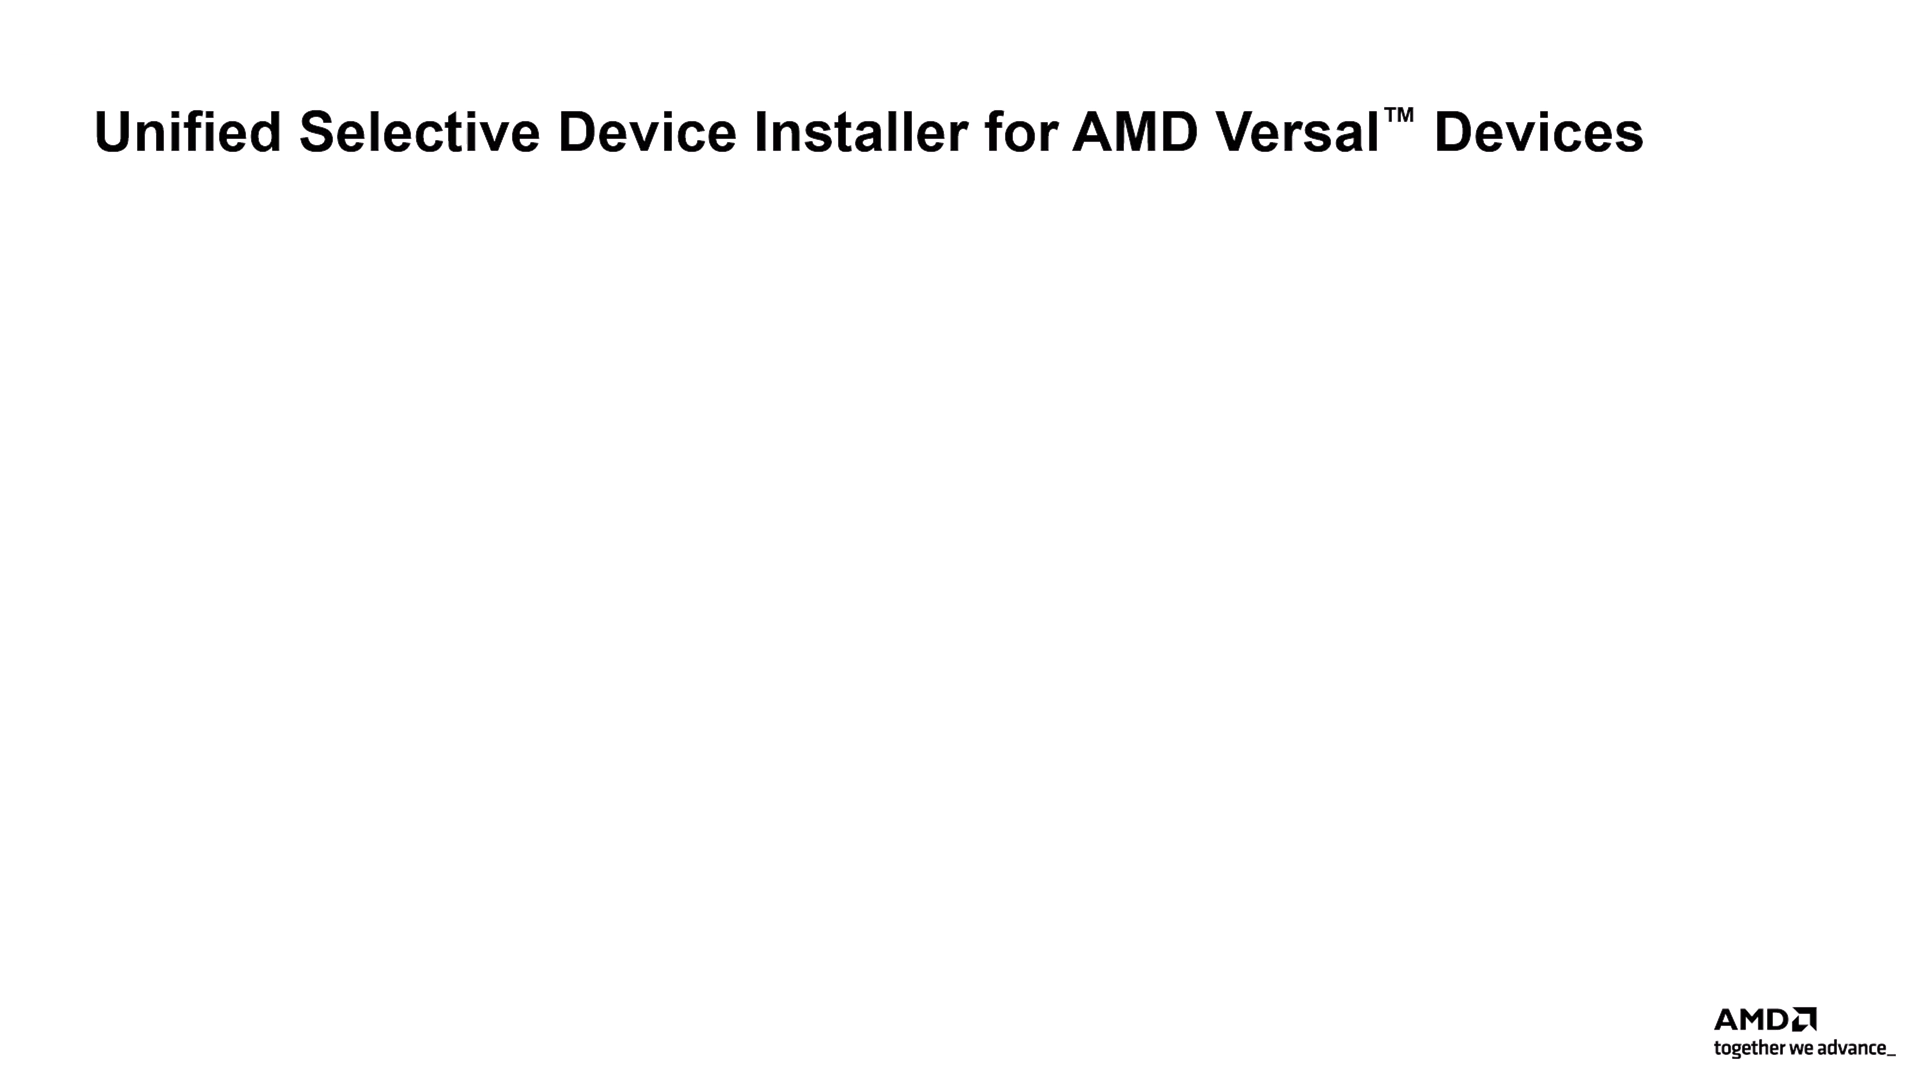 Unified Selective Device Installer for AMD Versal™ Devices
AMD
together we advance_